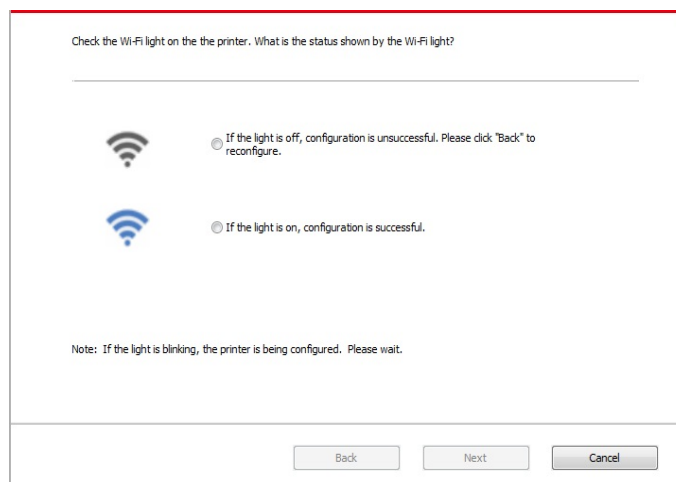 Check the Wi-Fi light on the the printer. What is the status shown by the Wi-Fi light?
If the light is off, configuration is unsuccessful. Please click "Back" to
reconfigure.
If the light is on, configuration is successful.
Note: If the light is blinking, the printer is being configured. Please wait.
Back
Next
Cancel